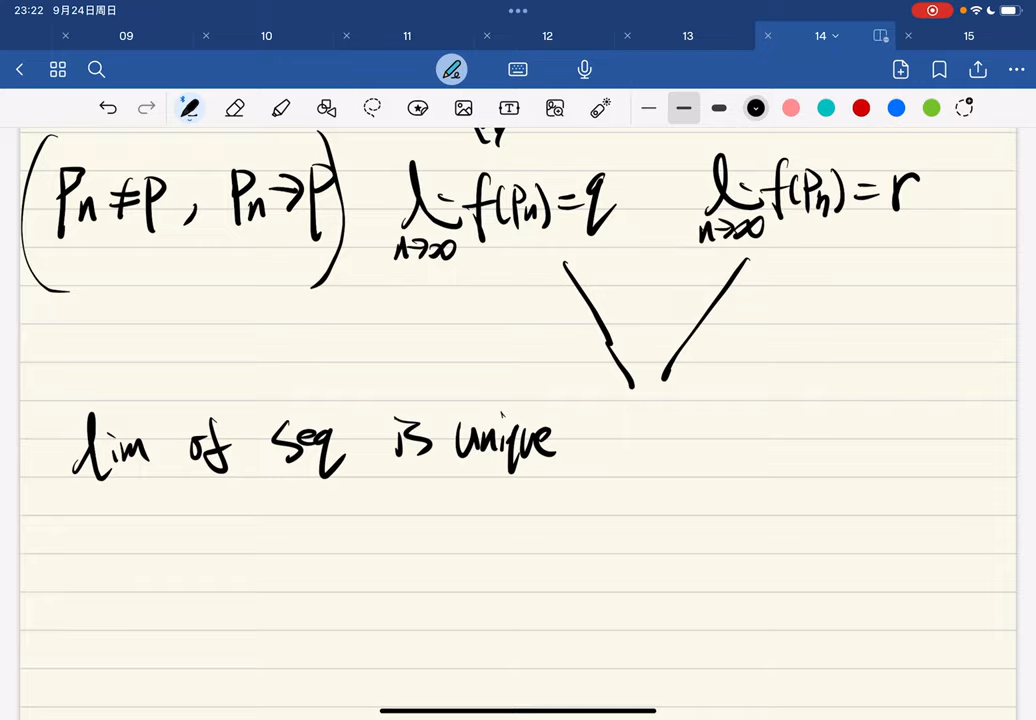 23:22 9月24日周日
09 10 11 12 13 14 15
(Pn ≠ p , Pn → p) lim f(Pn) = q lim f(Pn) = r
n→∞ n→∞
lim of seq is unique